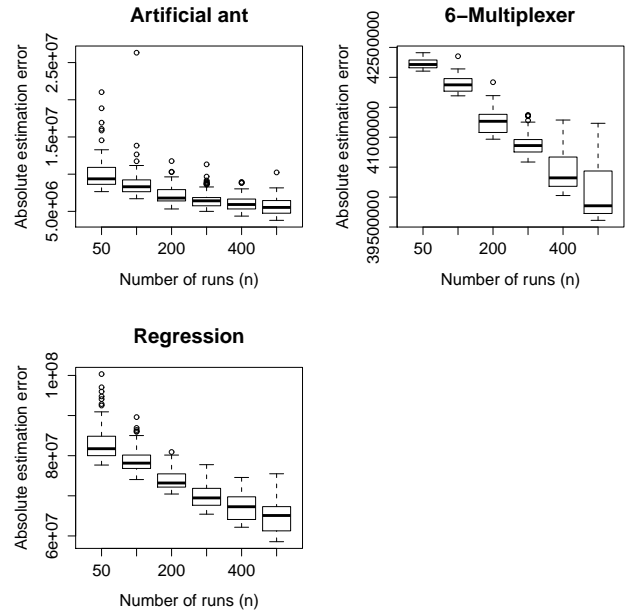 Artificial ant
Absolute estimation error
2.5e+07
1.5e+07
5.0e+06
50
200
400
Number of runs (n)
6−Multiplexer
Absolute estimation error
42500000
41000000
39500000
50
200
400
Number of runs (n)
Regression
Absolute estimation error
1e+08
8e+07
6e+07
50
200
400
Number of runs (n)